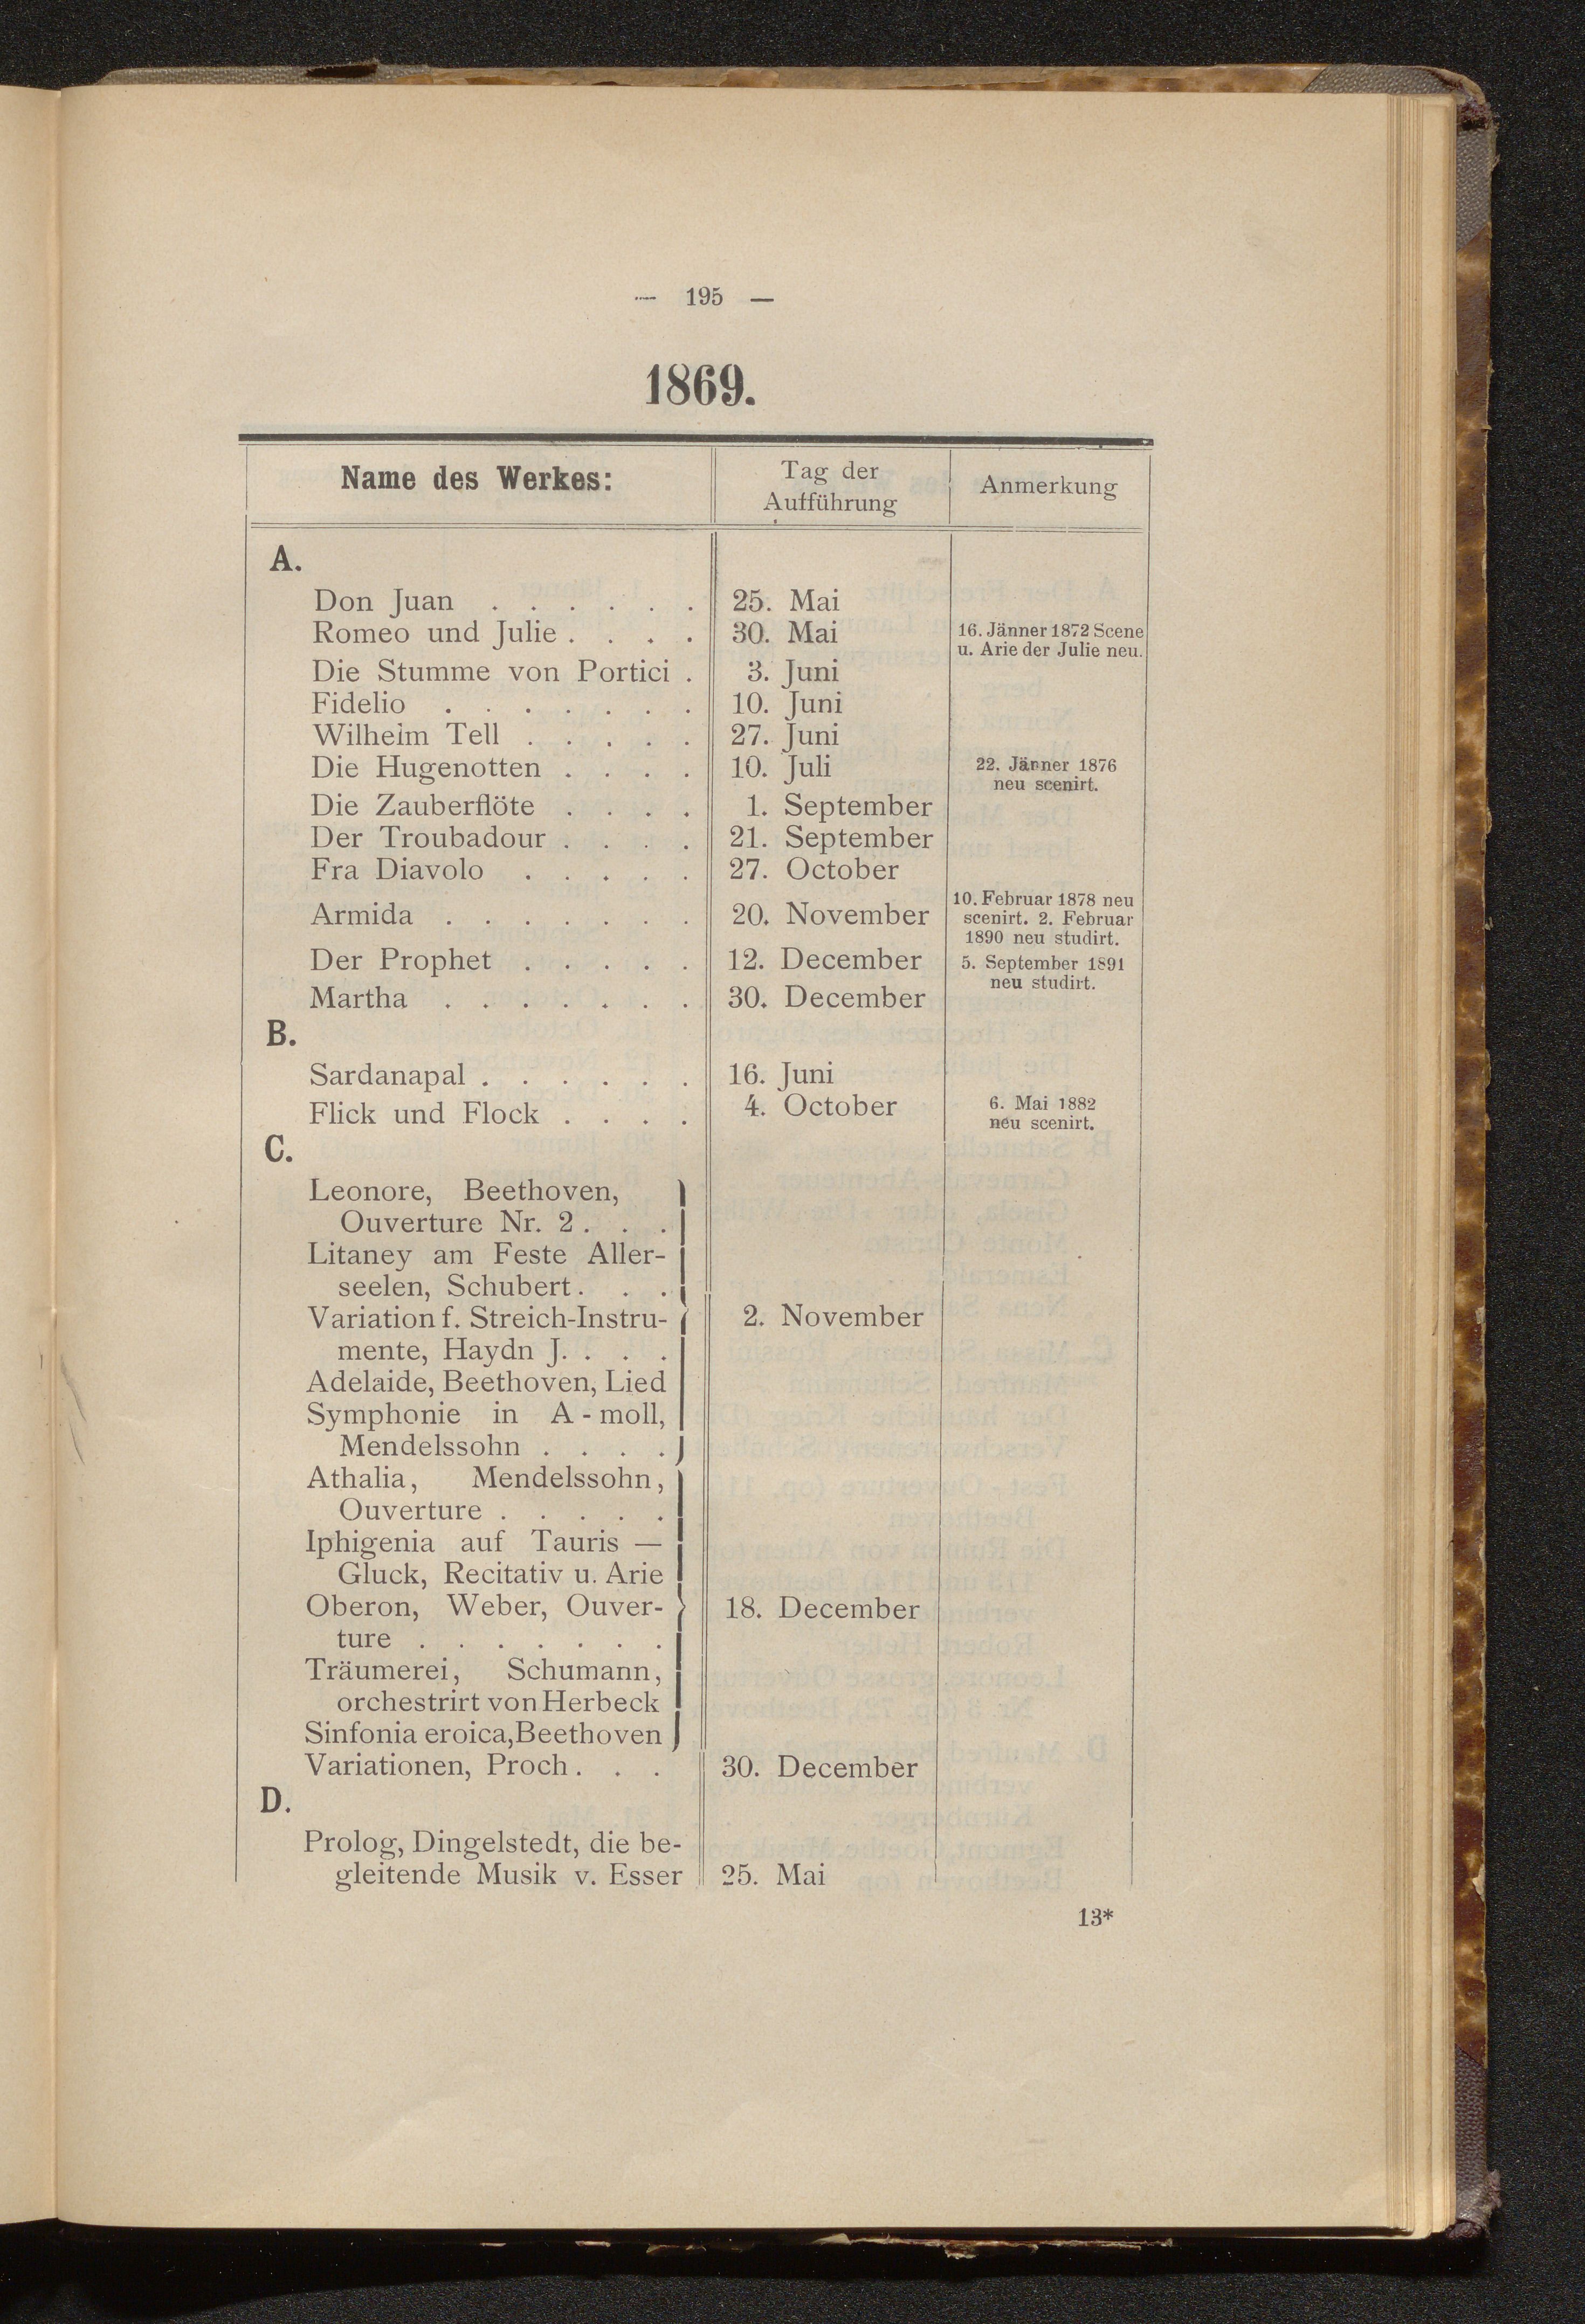 — 195 —
1869.
Name des Werkes: Tag der Aufführung Anmerkung
A.
Don Juan . . . . . . 25. Mai
Romeo und Julie . . . . 30. Mai 16. Jänner 1872 Scene
u. Arie der Julie neu.
Die Stumme von Portici . 3. Juni
Fidelio . . . . . . . 10. Juni
Wilhelm Tell . . . . . 27. Juni
Die Hugenotten . . . . 10. Juli 22. Jänner 1876
neu scenirt.
Die Zauberflöte . . . . 1. September
Der Troubadour . . . . 21. September
Fra Diavolo . . . . . 27. October
Armida . . . . . . . 20. November 10. Februar 1878 neu
scenirt. 2. Februar
1890 neu studirt.
Der Prophet . . . . . 12. December 5. September 1891
neu studirt.
Martha . . . . . . . 30. December
B.
Sardanapal . . . . . . 16. Juni
Flick und Flock . . . . 4. October 6. Mai 1882
neu scenirt.
C.
Leonore, Beethoven,
Ouverture Nr. 2 . . .
Litaney am Feste Aller-
seelen, Schubert . . .
Variation f. Streich-Instru- 2. November
mente, Haydn J. . . .
Adelaide, Beethoven, Lied
Symphonie in A - moll,
Mendelssohn . . . .
Athalia, Mendelssohn,
Ouverture . . . . .
Iphigenia auf Tauris —
Gluck, Recitativ u. Arie
Oberon, Weber, Ouver- 18. December
ture . . . . . . .
Träumerei, Schumann,
orchestrirt von Herbeck
Sinfonia eroica, Beethoven
Variationen, Proch . . . 30. December
D.
Prolog, Dingelstedt, die be-
gleitende Musik v. Esser 25. Mai
13*